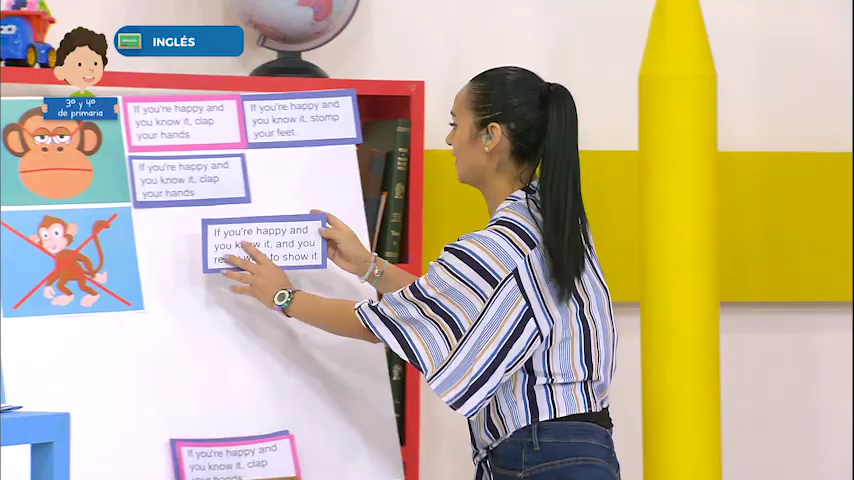 INGLÉS
3º y 4º
de primaria
If you're happy and
you know it, clap
your hands
If you're happy and
you know it, stomp
your feet.
If you're happy and
you know it, clap
your hands
If you're happy and
you know it, and you
to show it
If you're happy and
you know it, clap
your hands